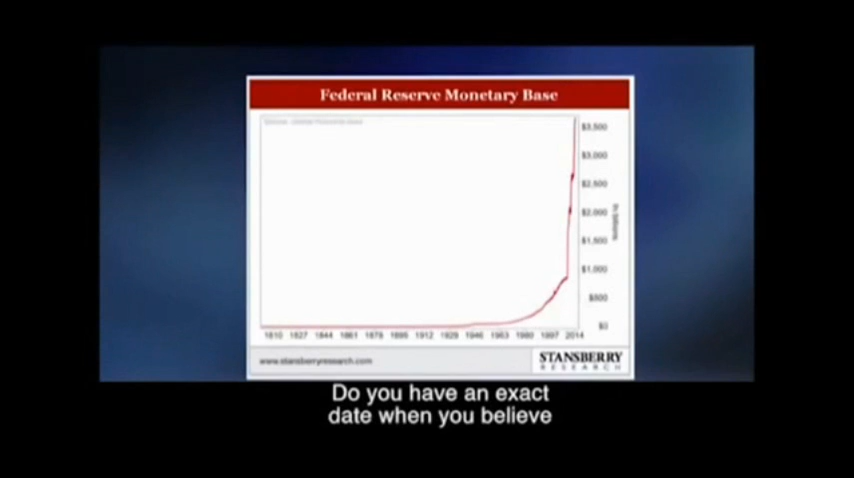 Federal Reserve Monetary Base
$3,500
$3,000
$2,500
$2,000
$1,500
$1,000
$500
$0
1810 1827 1844 1861 1878 1895 1912 1929 1946 1963 1980 1997 2014
www.stansberryresearch.com
STANSBERRY
RESEARCH
Do you have an exact
date when you believe